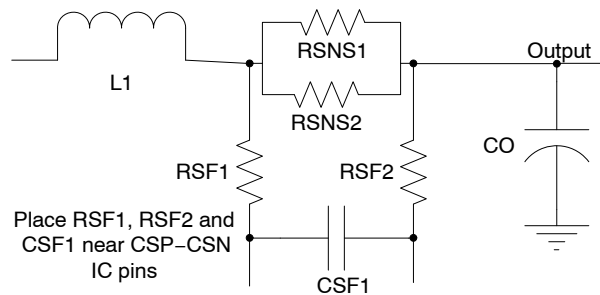 RSNS1
Output
L1
RSNS2
CO
RSF1
RSF2
Place RSF1, RSF2 and
CSF1 near CSP−CSN
IC pins
CSF1